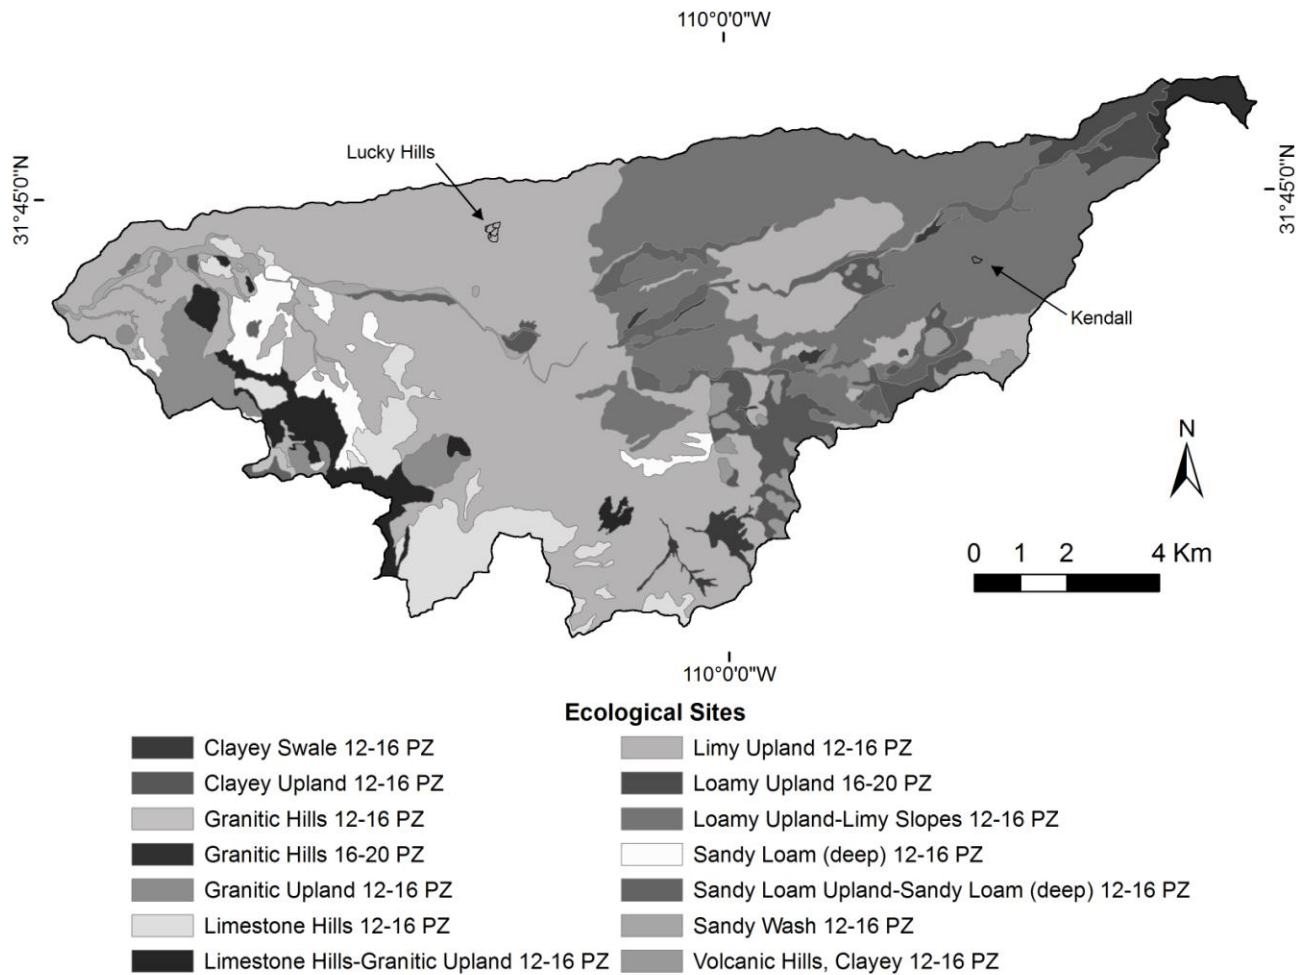 110°0'0"W
Lucky Hills
31°45'0"N
31°45'0"N
Kendall
N
0 1 2 4 Km
110°0'0"W
Ecological Sites
Clayey Swale 12-16 PZ
Clayey Upland 12-16 PZ
Granitic Hills 12-16 PZ
Granitic Hills 16-20 PZ
Granitic Upland 12-16 PZ
Limestone Hills 12-16 PZ
Limestone Hills-Granitic Upland 12-16 PZ
Limy Upland 12-16 PZ
Loamy Upland 16-20 PZ
Loamy Upland-Limy Slopes 12-16 PZ
Sandy Loam (deep) 12-16 PZ
Sandy Loam Upland-Sandy Loam (deep) 12-16 PZ
Sandy Wash 12-16 PZ
Volcanic Hills, Clayey 12-16 PZ